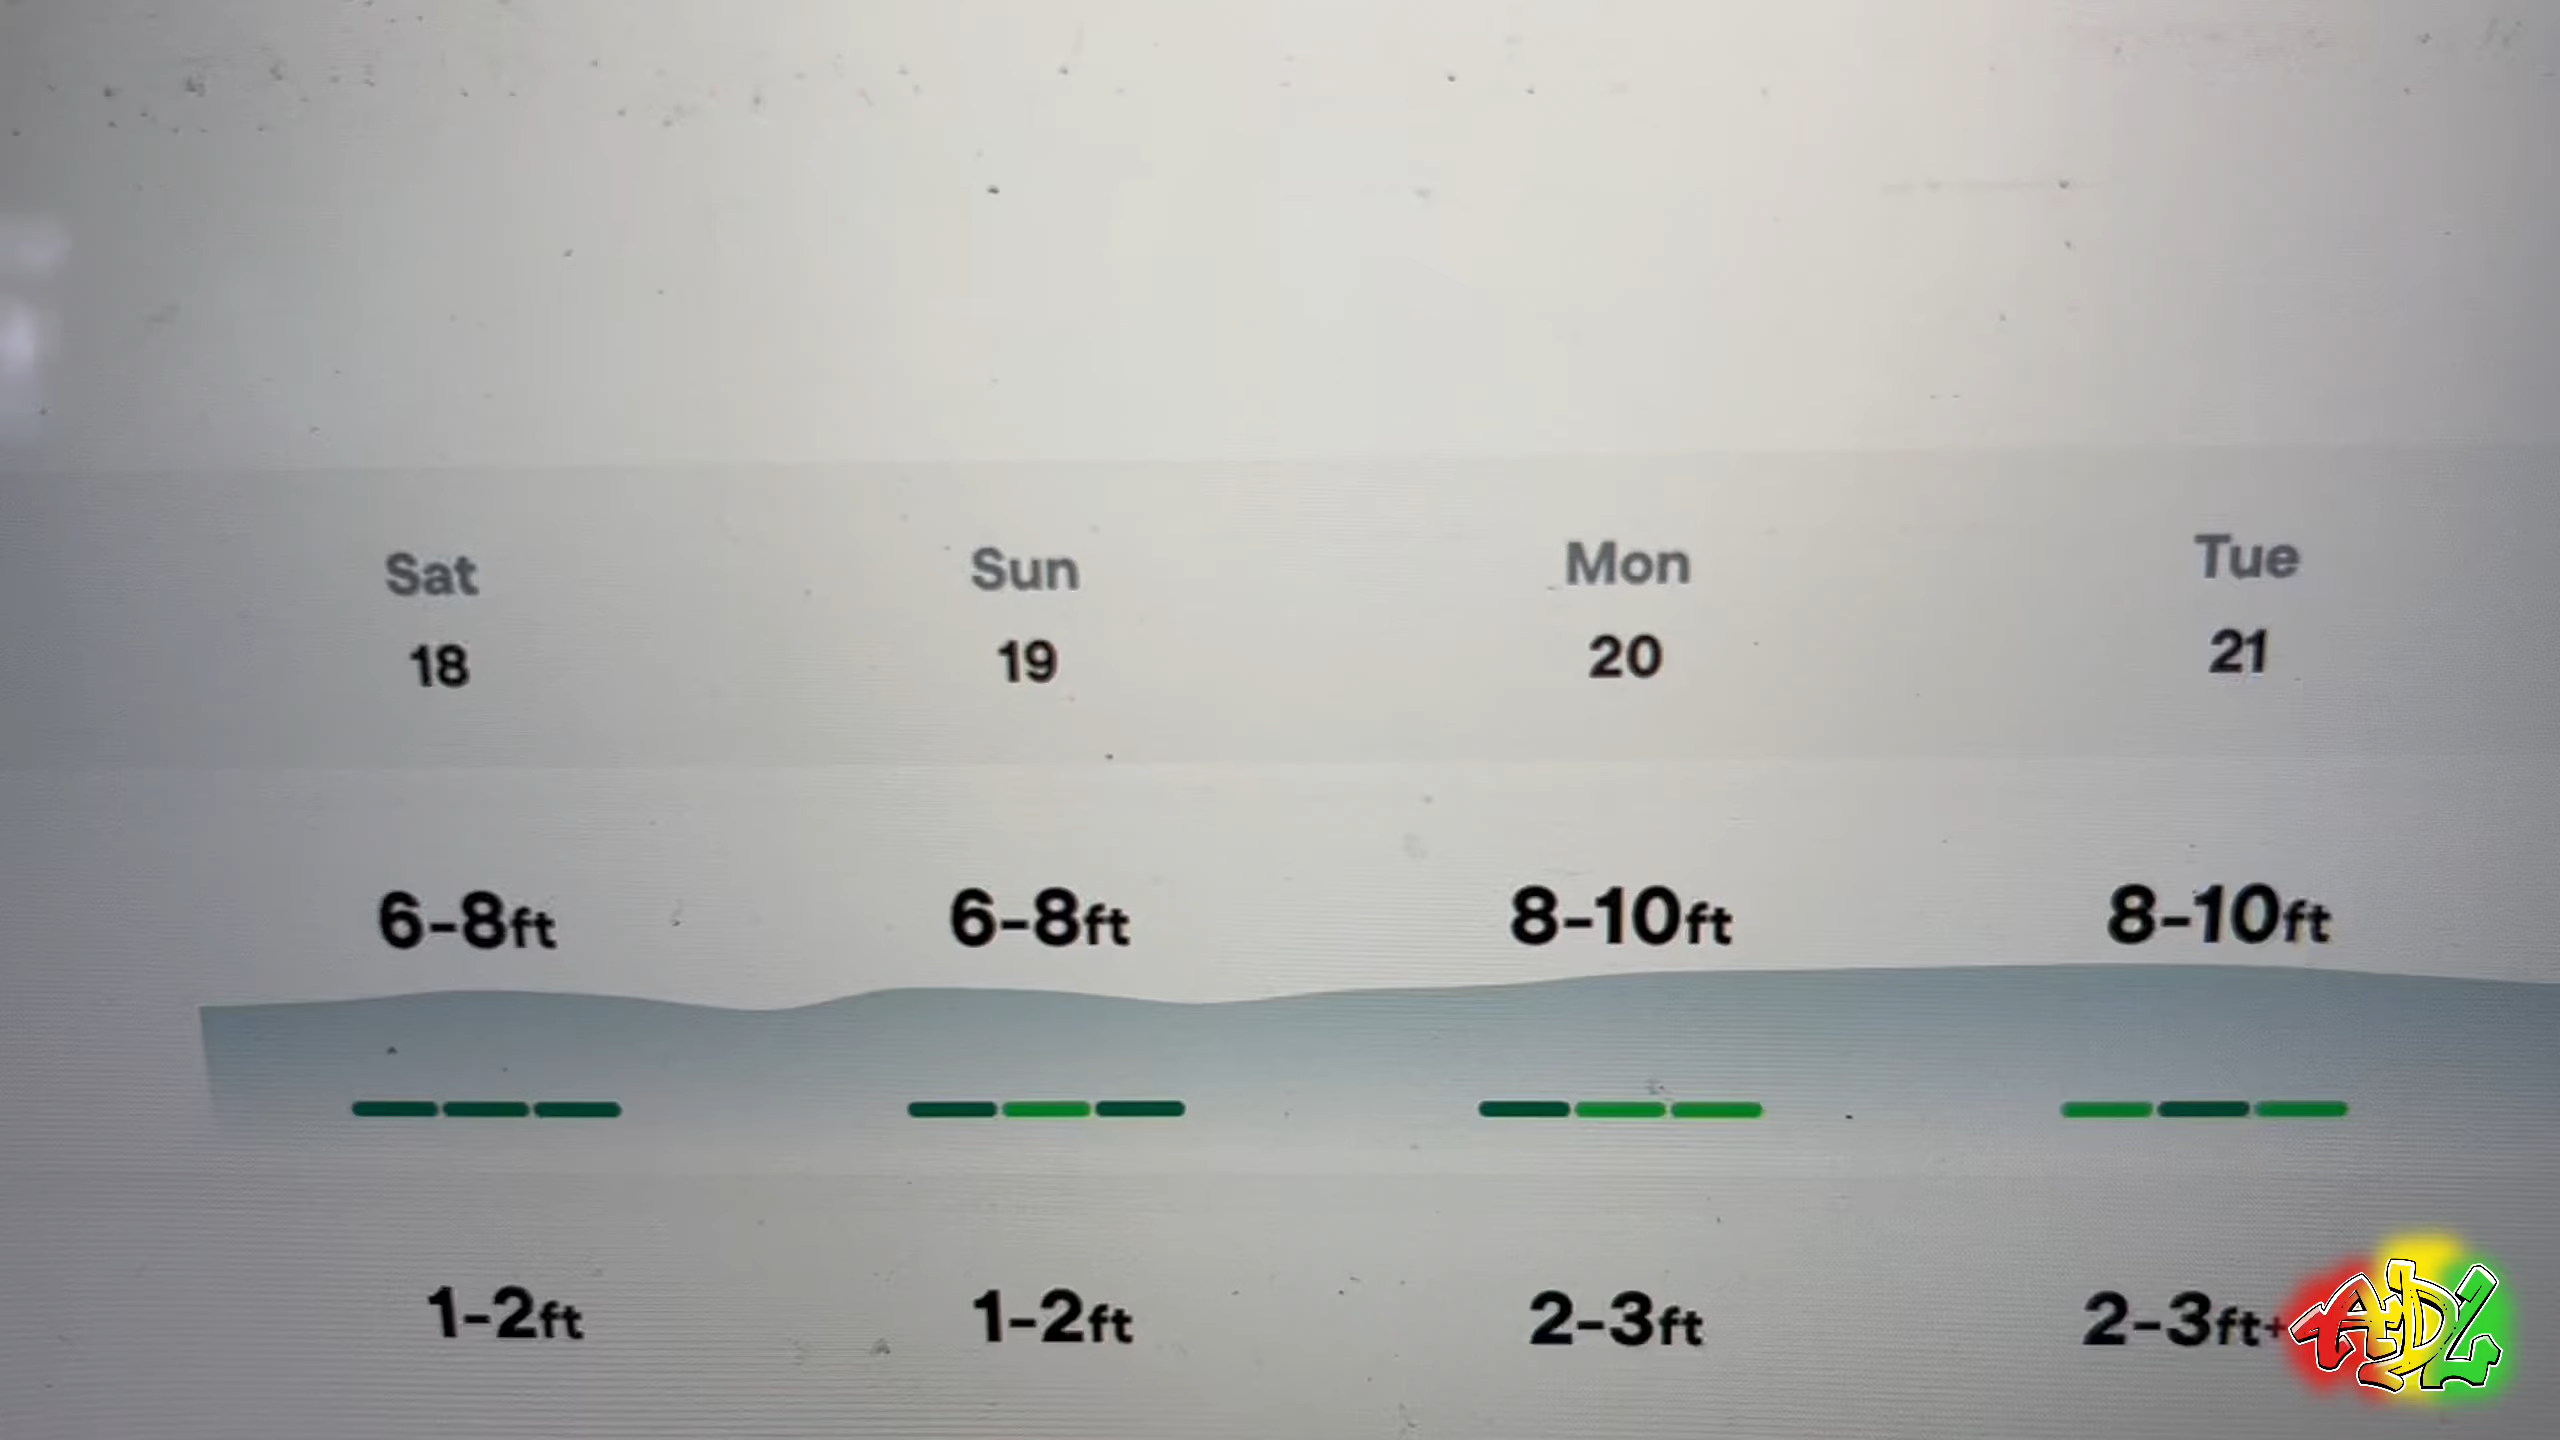 Sat Sun Mon Tue
18 19 20 21
6-8ft 6-8ft 8-10ft 8-10ft
1-2ft 1-2ft 2-3ft 2-3ft+
ADL